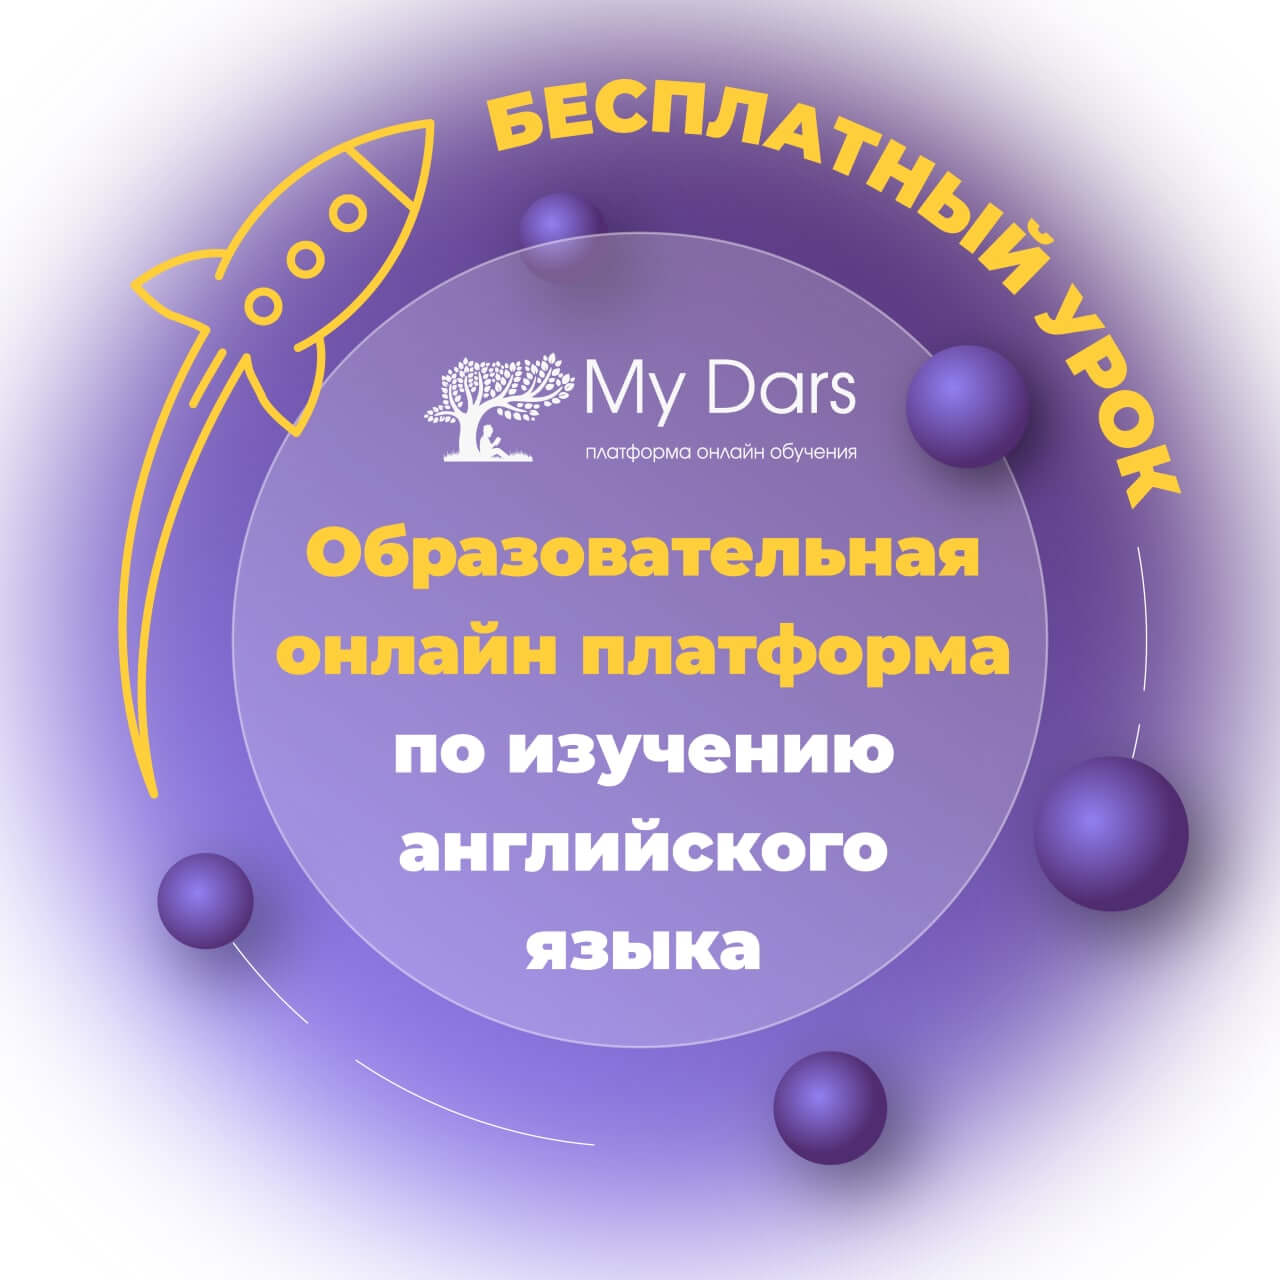 БЕСПЛАТНЫЙ УРОК
My Dars
платформа онлайн обучения
Образовательная
онлайн платформа
по изучению
английского
языка